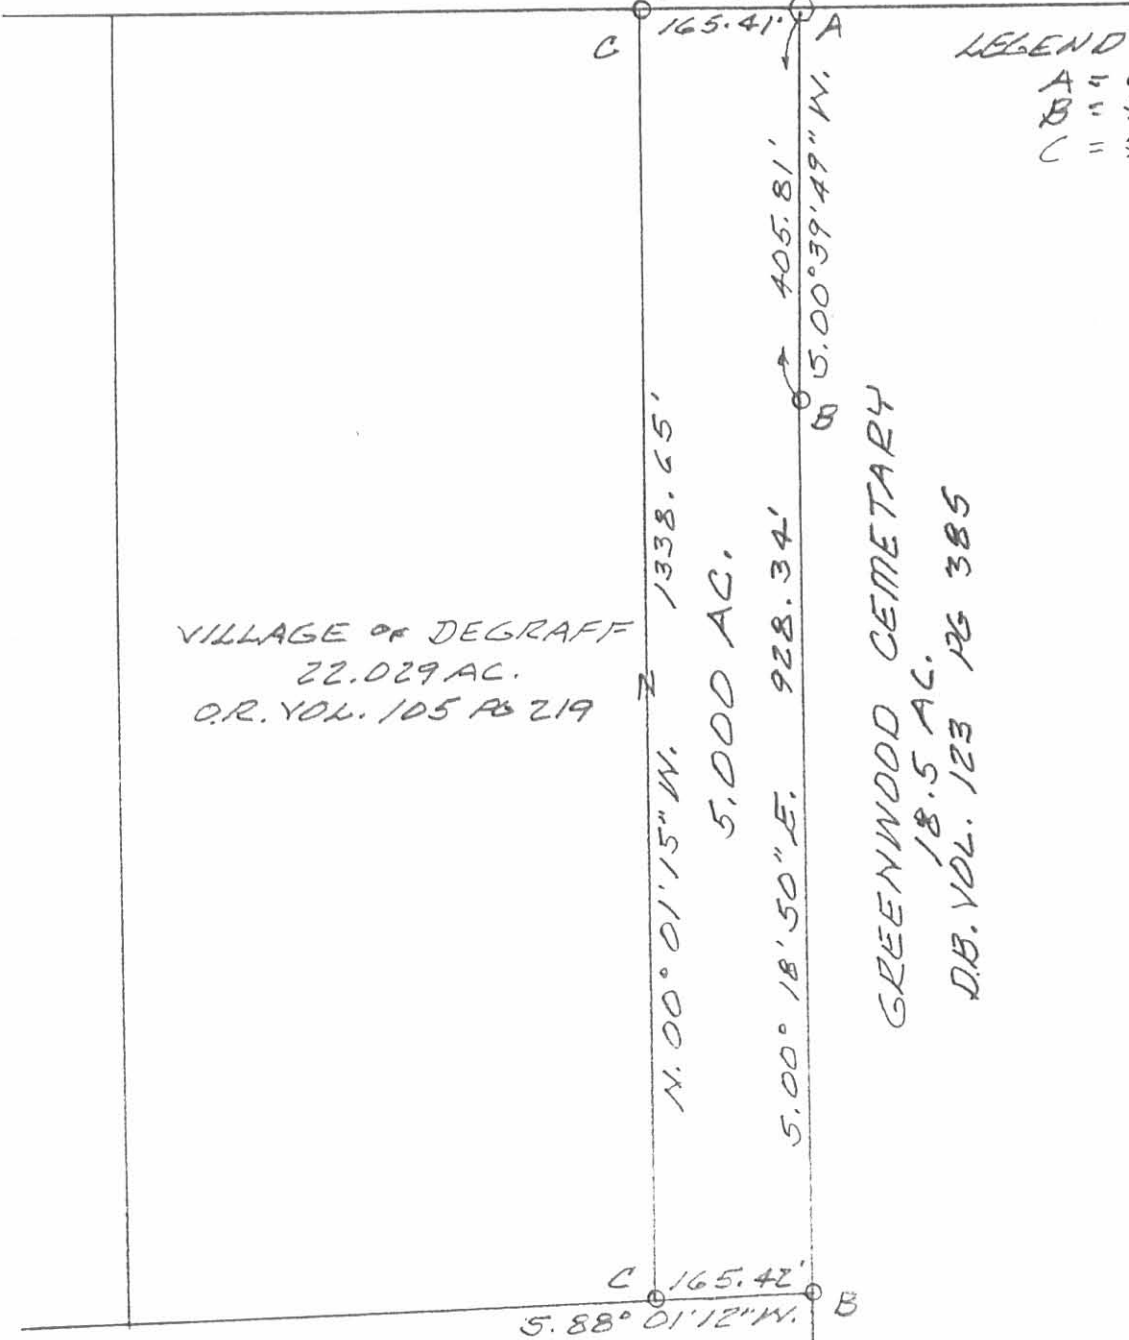 C 165.41' A
LEGEND
A =
B =
C =
405.81'
S.00°39'49"W.
B
1338.65'
N.00°01'15"W.
Z
5.000 AC.
928.34'
S.00°18'50"E.
VILLAGE OF DEGRAFF
22.029 AC.
O.R. VOL. 105 PG 219
GREENWOOD CEMETARY
18.5 AC.
D.B. VOL. 123 PG 385
C 165.42' B
S.88°01'12"W.